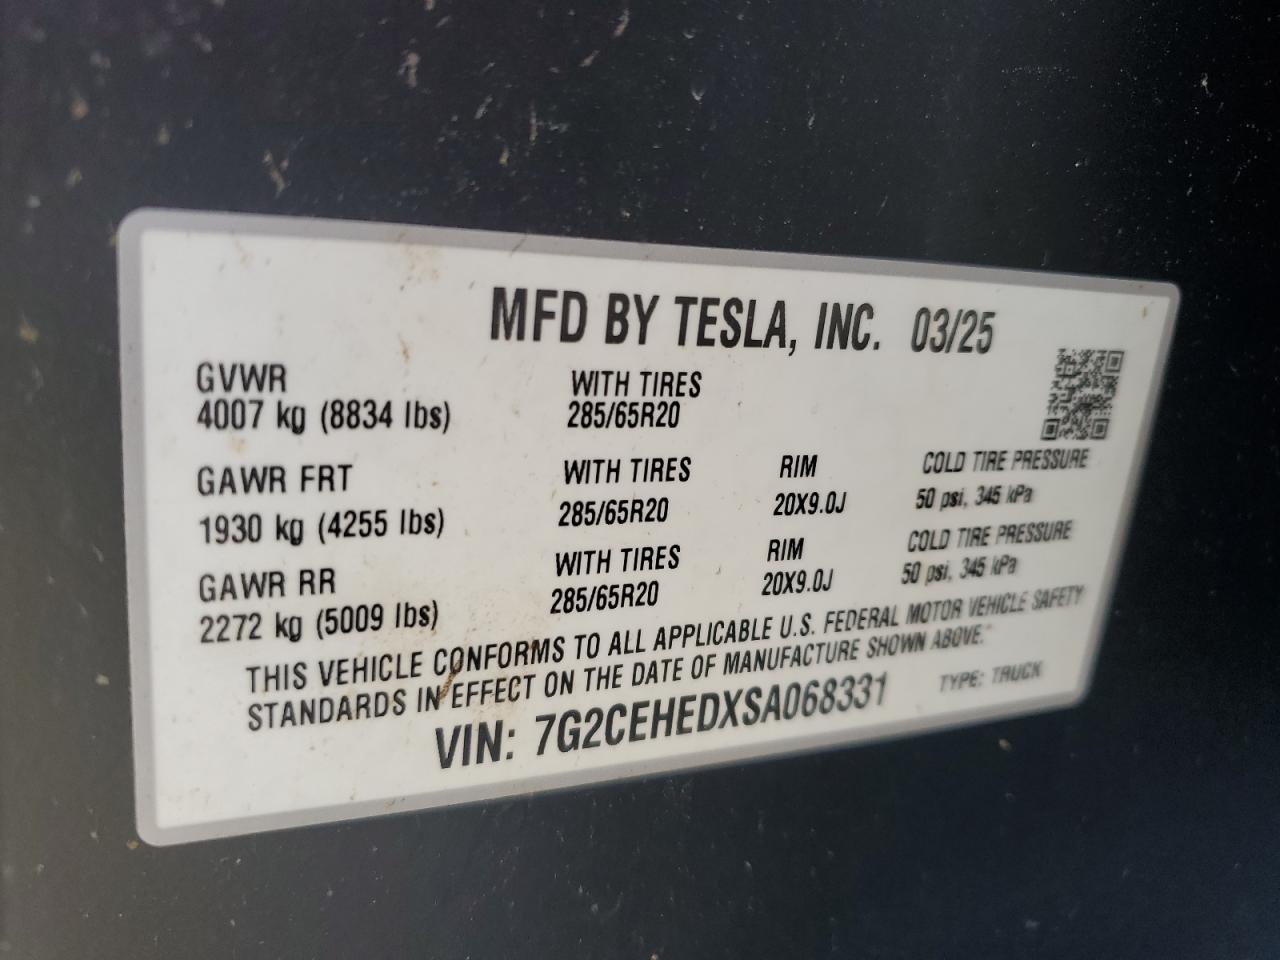 MFD BY TESLA, INC. 03/25
GVWR WITH TIRES
4007 kg (8834 lbs) 285/65R20
GAWR FRT WITH TIRES RIM COLD TIRE PRESSURE
1930 kg (4255 lbs) 285/65R20 20X9.0J 50 psi, 345 kPa
GAWR RR WITH TIRES RIM COLD TIRE PRESSURE
2272 kg (5009 lbs) 285/65R20 20X9.0J 50 psi, 345 kPa
THIS VEHICLE CONFORMS TO ALL APPLICABLE U.S. FEDERAL MOTOR VEHICLE SAFETY
STANDARDS IN EFFECT ON THE DATE OF MANUFACTURE SHOWN ABOVE.
VIN: 7G2CEHEDXSA068331 TYPE: TRUCK